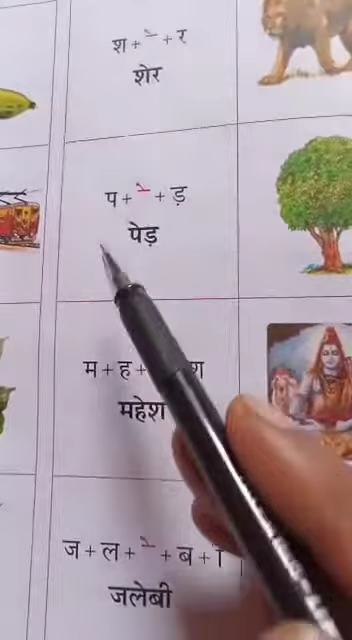 श + े + र
शेर
प + े + ड़
पेड़
म + ह + श
महेश
ज + ल + े + ब + ी
जलेबी